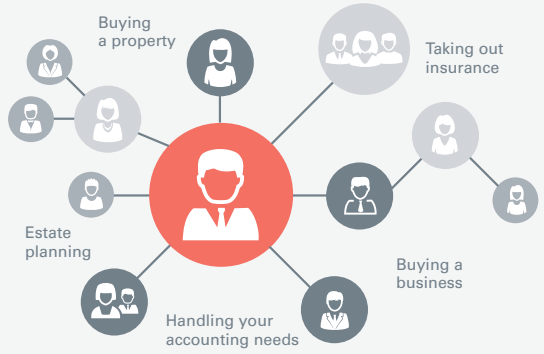 Buying
a property
Taking out
insurance
Estate
planning
Buying a
business
Handling your
accounting needs